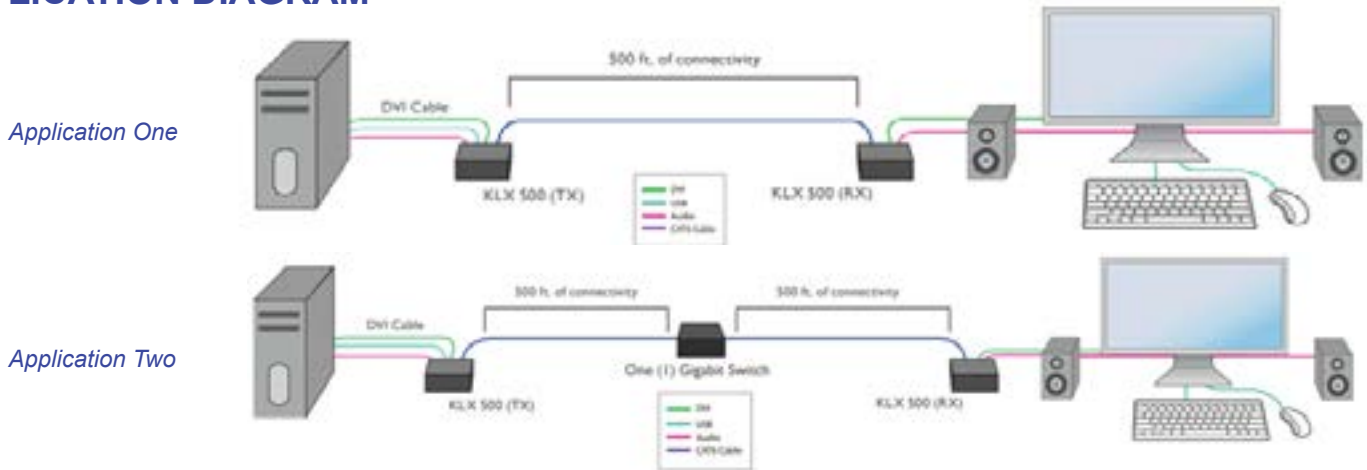 LICATION DIAGRAM
500 ft. of connectivity
DVI Cable
Application One
KLX 500 (TX)
KLX 500 (RX)
DVI
USB
Audio
CAT6 Cable
500 ft. of connectivity
500 ft. of connectivity
DVI Cable
Application Two
One (1) Gigabit Switch
KLX 500 (TX)
KLX 500 (RX)
DVI
USB
Audio
CAT6 Cable